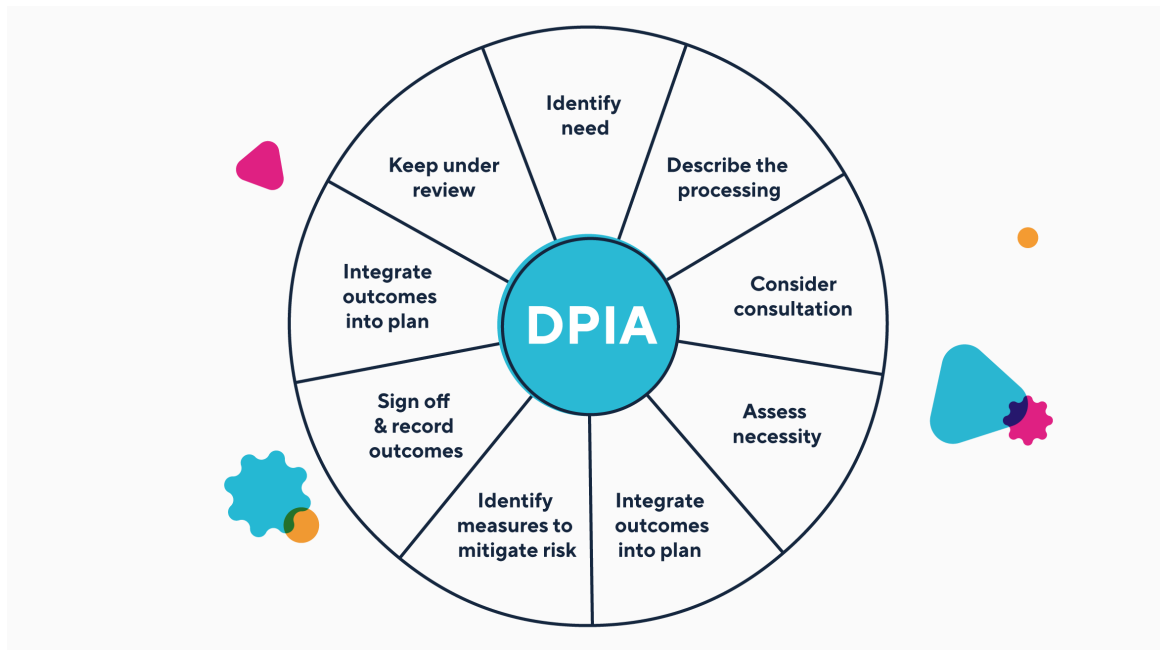 Identify
need
Describe the
processing
Consider
consultation
Assess
necessity
Integrate
outcomes
into plan
Identify
measures to
mitigate risk
Sign off
& record
outcomes
Integrate
outcomes
into plan
Keep under
review
DPIA